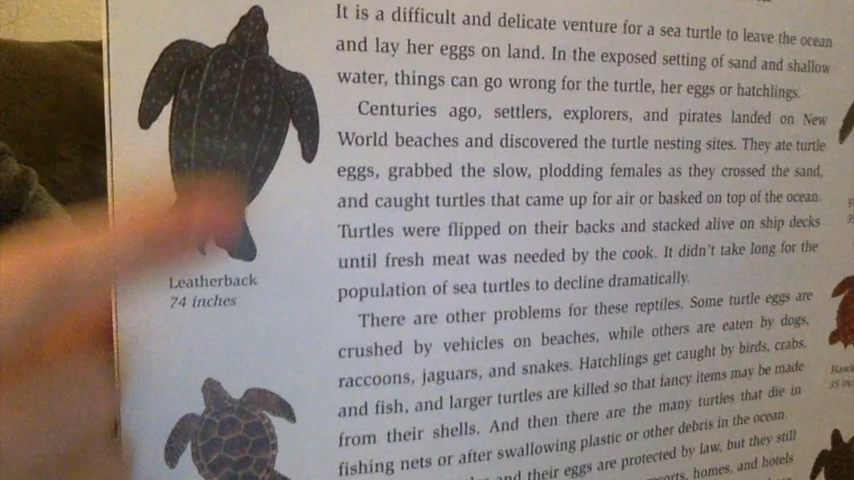 It is a difficult and delicate venture for a sea turtle to leave the ocean
and lay her eggs on land. In the exposed setting of sand and shallow
water, things can go wrong for the turtle, her eggs or hatchlings.
Centuries ago, settlers, explorers, and pirates landed on New
World beaches and discovered the turtle nesting sites. They ate turtle
eggs, grabbed the slow, plodding females as they crossed the sand,
and caught turtles that came up for air or basked on top of the ocean.
Turtles were flipped on their backs and stacked alive on ship decks
until fresh meat was needed by the cook. It didn't take long for the
population of sea turtles to decline dramatically.
There are other problems for these reptiles. Some turtle eggs are
crushed by vehicles on beaches, while others are eaten by dogs,
raccoons, jaguars, and snakes. Hatchlings get caught by birds, crabs,
and fish, and larger turtles are killed so that fancy items may be made
from their shells. And then there are the many turtles that die in
fishing nets or after swallowing plastic or other debris in the ocean.
and their eggs are protected by law, but they still
homes, and hotels
Leatherback
74 inches